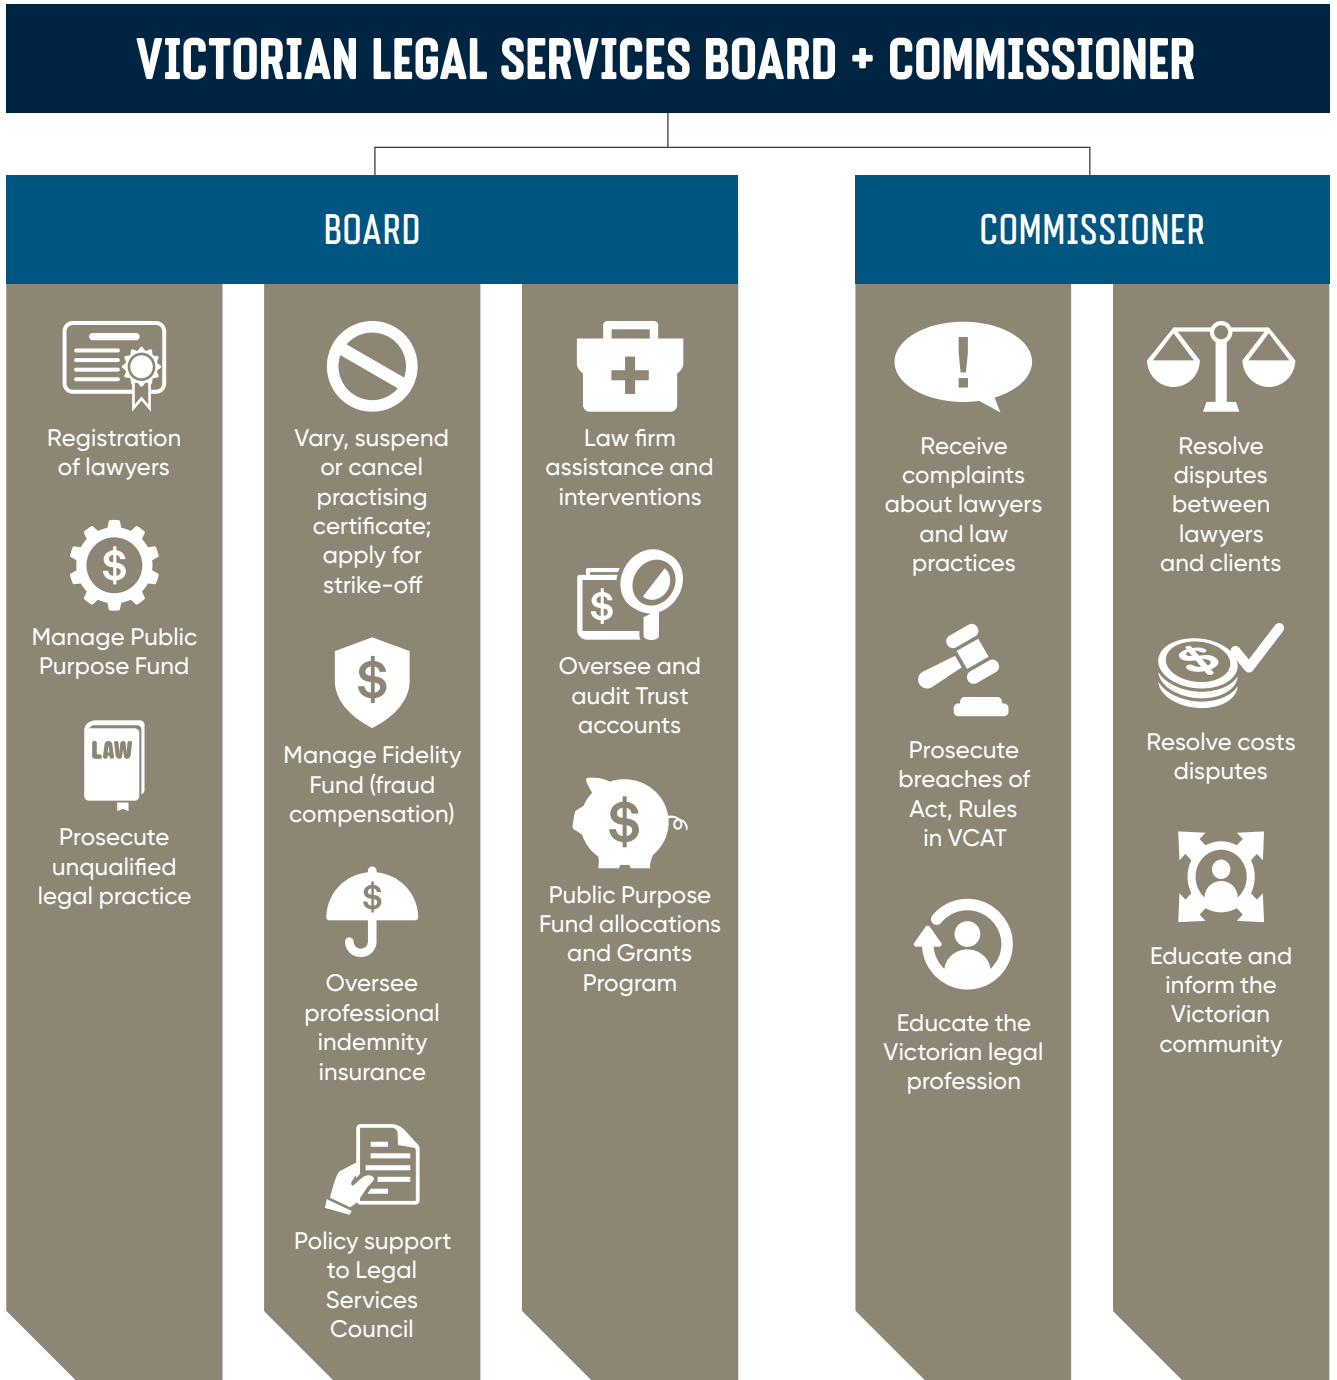 VICTORIAN LEGAL SERVICES BOARD + COMMISSIONER
BOARD
Registration
of lawyers
$
Manage Public
Purpose Fund
LAW
Prosecute
unqualified
legal practice
Vary, suspend
or cancel
practising
certificate;
apply for
strike-off
$
Manage Fidelity
Fund (fraud
compensation)
$
Oversee
professional
indemnity
insurance
Policy support
to Legal
Services
Council
Law firm
assistance and
interventions
$
Oversee and
audit Trust
accounts
$
Public Purpose
Fund allocations
and Grants
Program
COMMISSIONER
!
Receive
complaints
about lawyers
and law
practices
Prosecute
breaches of
Act, Rules
in VCAT
Educate the
Victorian legal
profession
Resolve
disputes
between
lawyers
and clients
$
Resolve costs
disputes
Educate and
inform the
Victorian
community